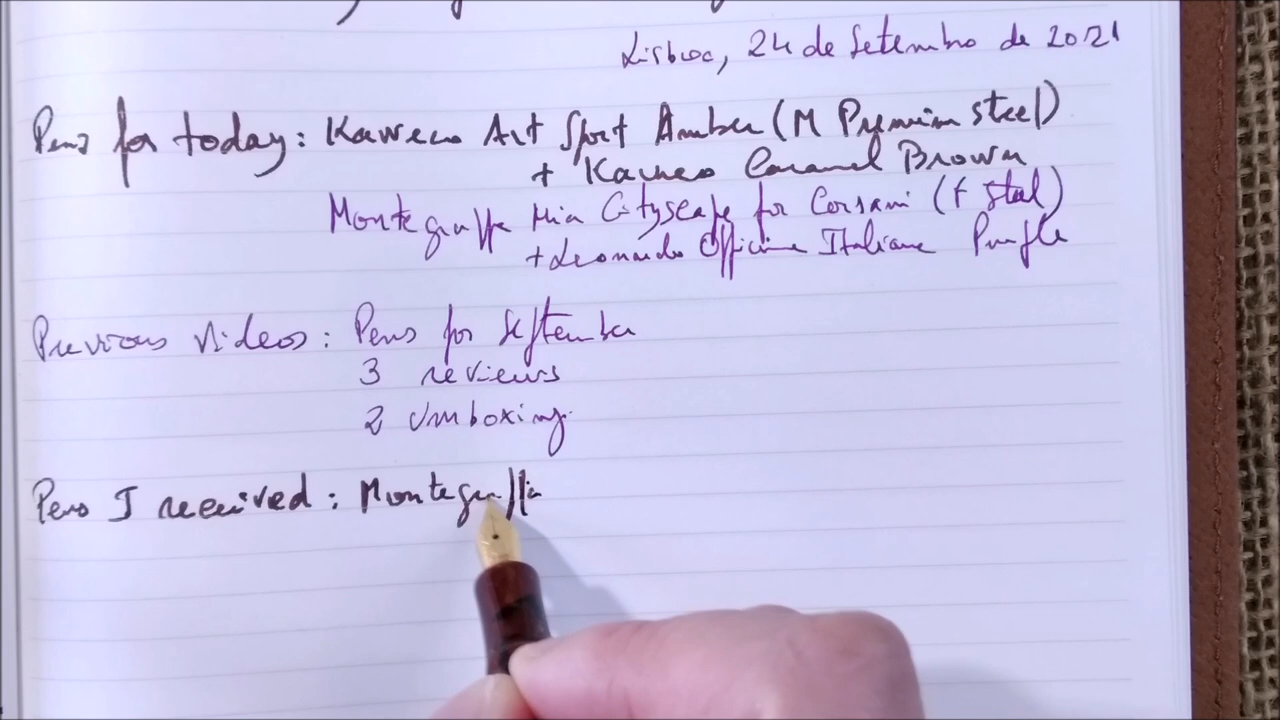 Lisboa, 24 de Setembro de 2021
Pens for today: Kaweco Art Sport Amber (M Premium steel)
+ Kaweco Caramel Brown
Montegrappa Mia Cityscape for Corsani (F steel)
+ Leonardo Officina Italiana Purple
Previous videos: Pens for September
3 reviews
2 Unboxing
Pens I received: Montegrappa